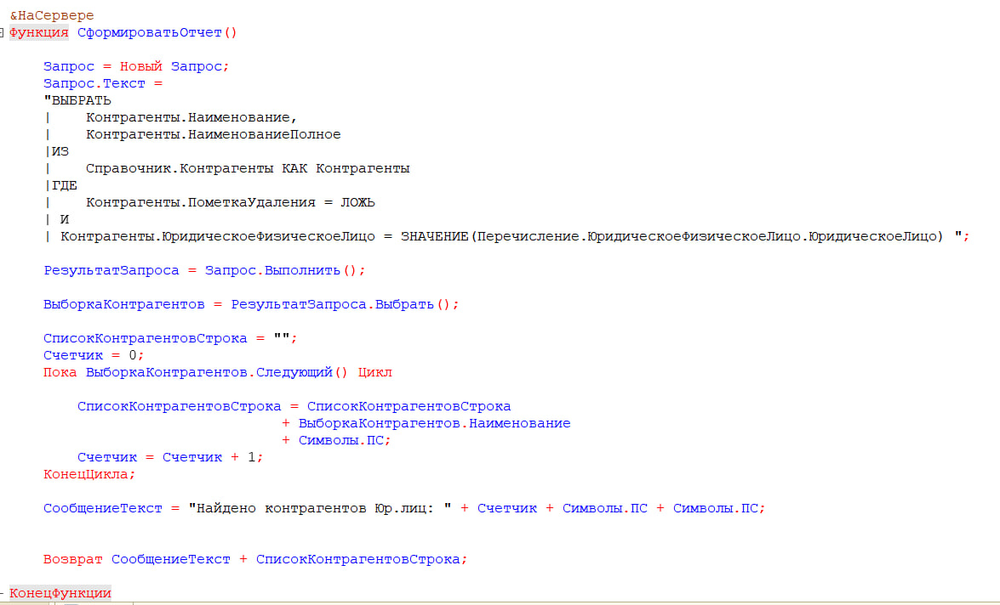 &НаСервере
Функция СформироватьОтчет()
Запрос = Новый Запрос;
Запрос.Текст =
"ВЫБРАТЬ
|    Контрагенты.Наименование,
|    Контрагенты.НаименованиеПолное
|ИЗ
|    Справочник.Контрагенты КАК Контрагенты
|ГДЕ
|    Контрагенты.ПометкаУдаления = ЛОЖЬ
| И
| Контрагенты.ЮридическоеФизическоеЛицо = ЗНАЧЕНИЕ(Перечисление.ЮридическоеФизическоеЛицо.ЮридическоеЛицо) ";
РезультатЗапроса = Запрос.Выполнить();
ВыборкаКонтрагентов = РезультатЗапроса.Выбрать();
СписокКонтрагентовСтрока = "";
Счетчик = 0;
Пока ВыборкаКонтрагентов.Следующий() Цикл
СписокКонтрагентовСтрока = СписокКонтрагентовСтрока
+ ВыборкаКонтрагентов.Наименование
+ Символы.ПС;
Счетчик = Счетчик + 1;
КонецЦикла;
СообщениеТекст = "Найдено контрагентов Юр.лиц: " + Счетчик + Символы.ПС + Символы.ПС;
Возврат СообщениеТекст + СписокКонтрагентовСтрока;
КонецФункции